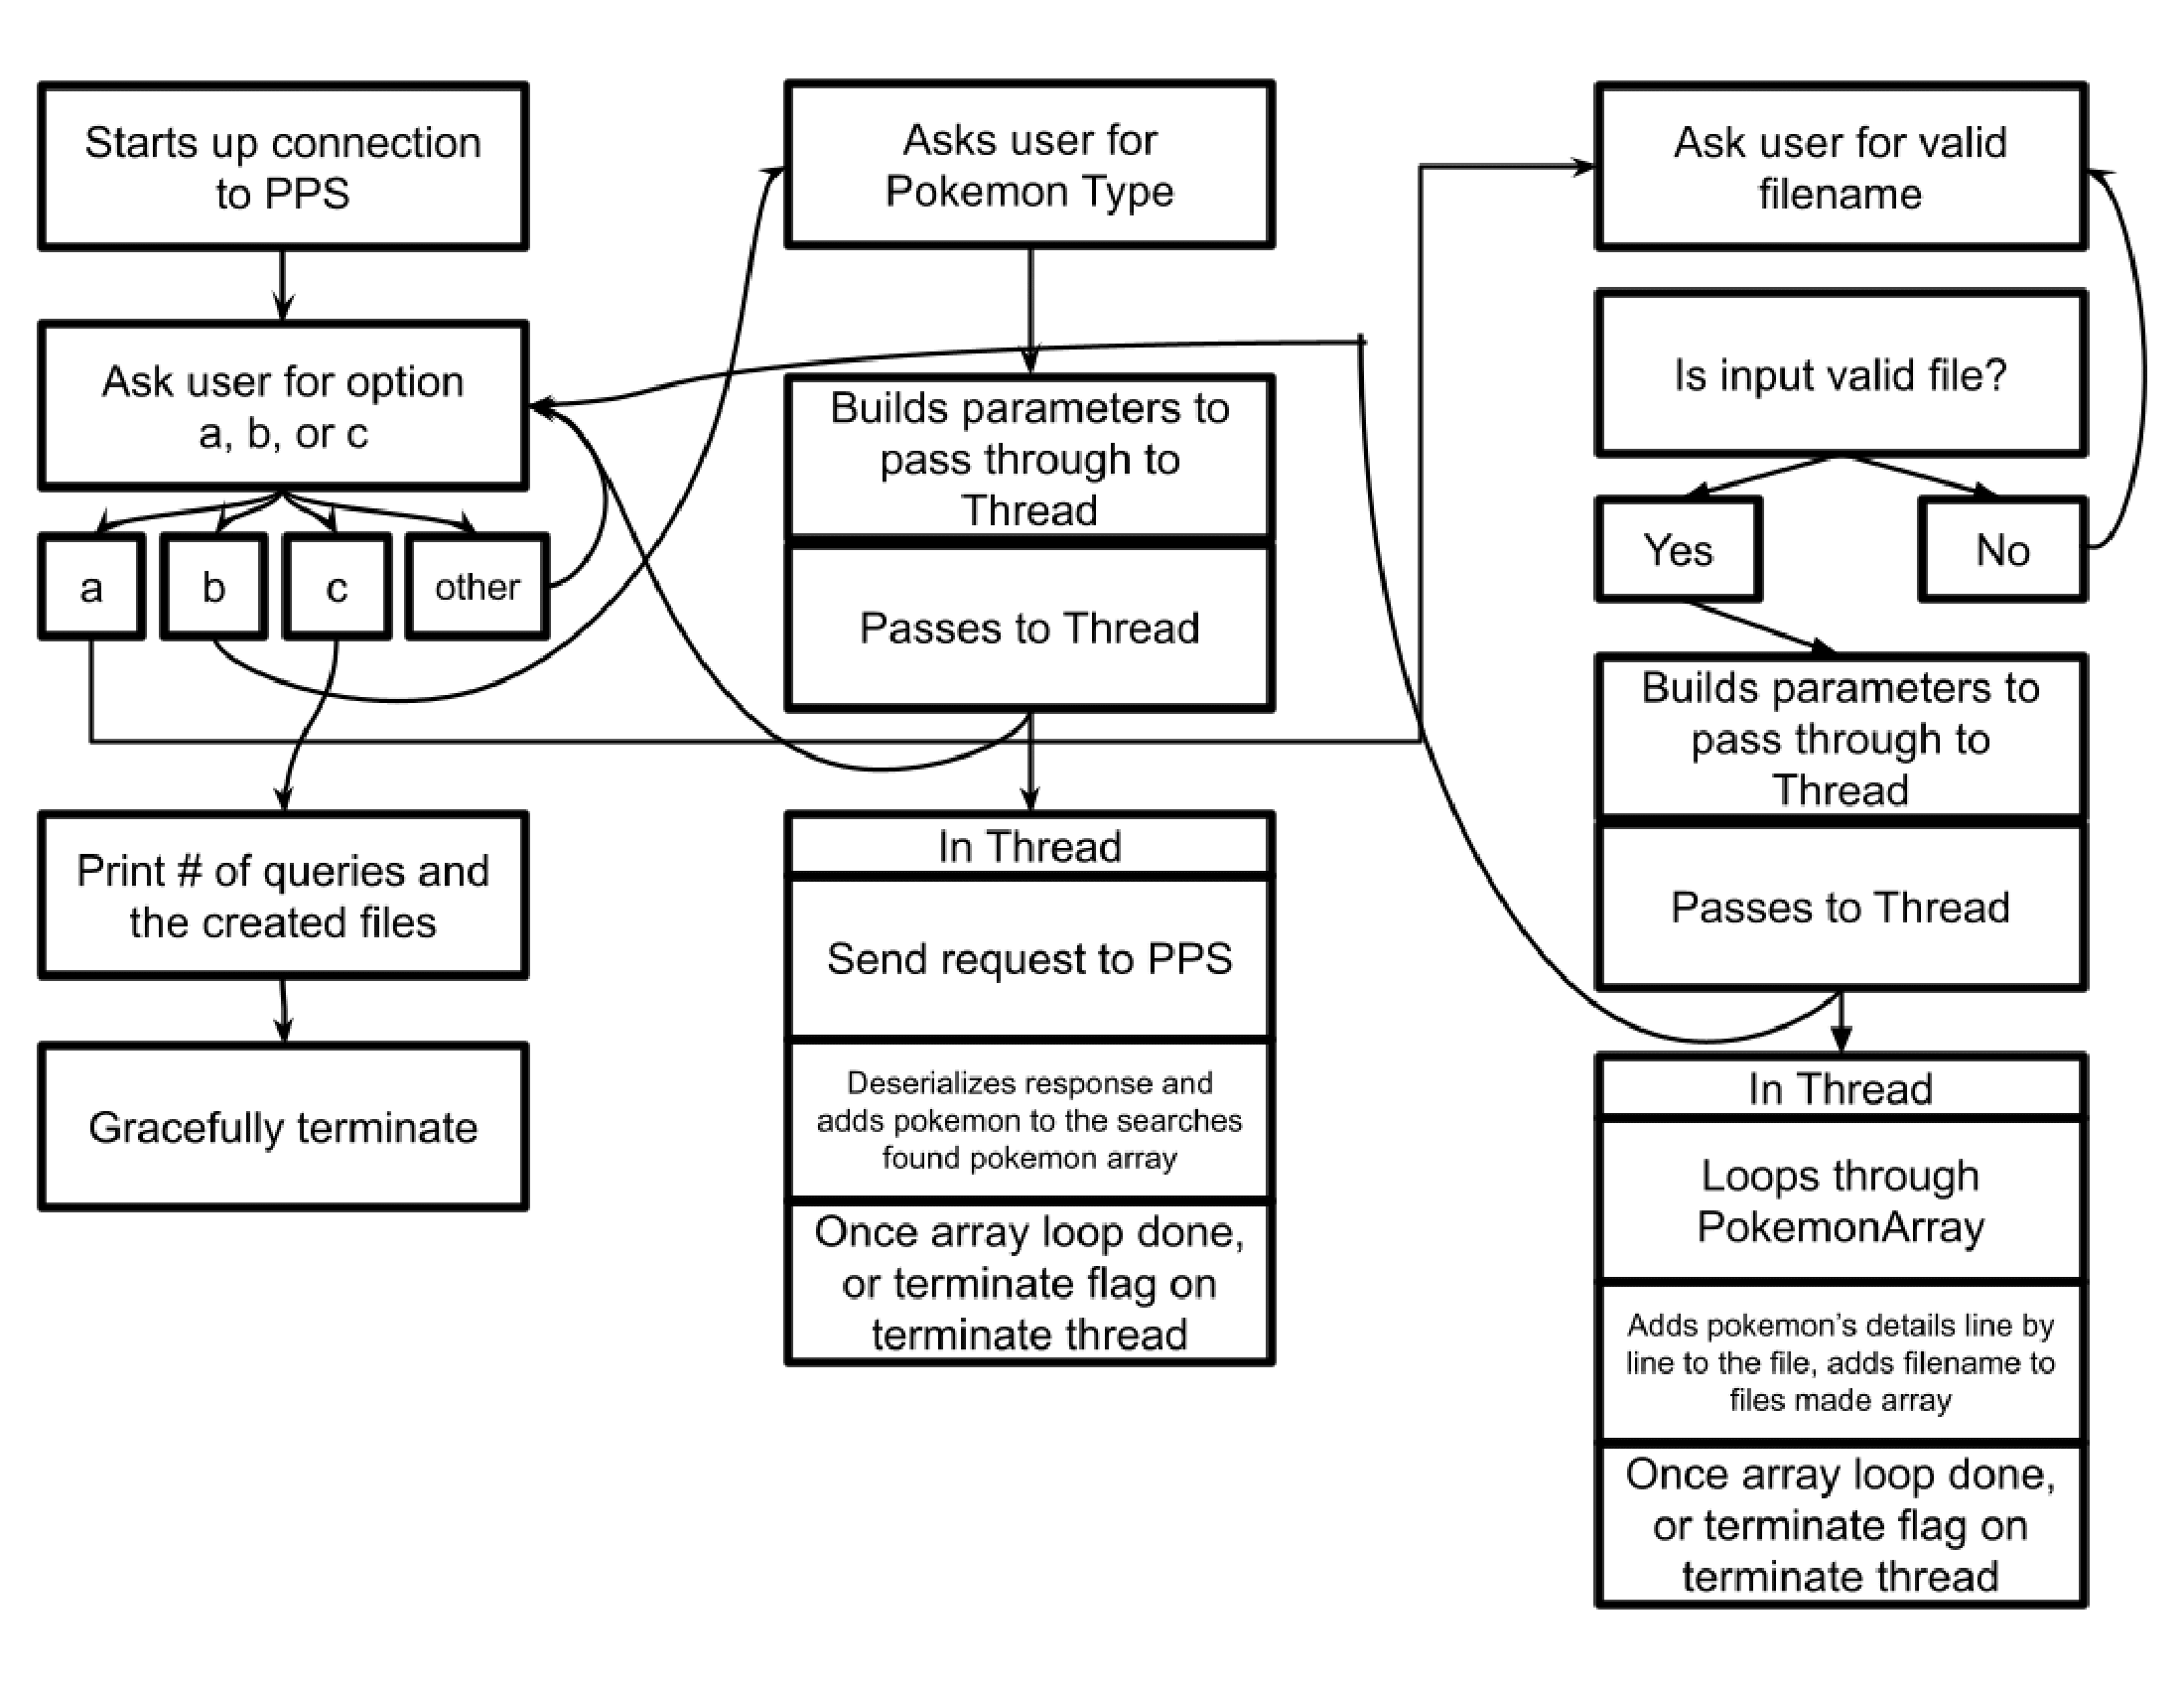 Starts up connection
to PPS
Ask user for option
a, b, or c
a
b
c
other
Print # of queries and
the created files
Gracefully terminate
Asks user for
Pokemon Type
Builds parameters to
pass through to
Thread
Passes to Thread
In Thread
Send request to PPS
Deserializes response and
adds pokemon to the searches
found pokemon array
Once array loop done,
or terminate flag on
terminate thread
Ask user for valid
filename
Is input valid file?
Yes
No
Builds parameters to
pass through to
Thread
Passes to Thread
In Thread
Loops through
PokemonArray
Adds pokemon’s details line by
line to the file, adds filename to
files made array
Once array loop done,
or terminate flag on
terminate thread